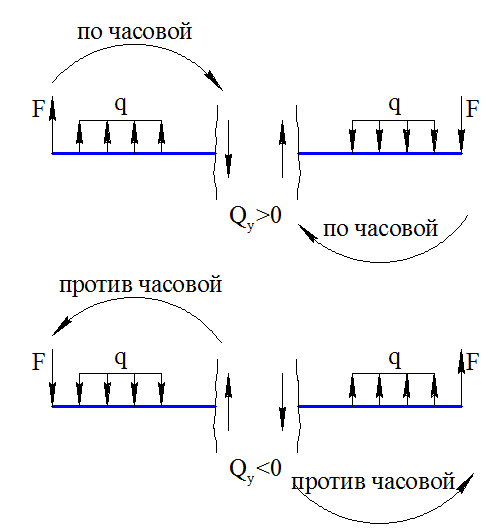 по часовой
F q q F
Qy>0
по часовой
против часовой
F q q F
Qy<0
против часовой